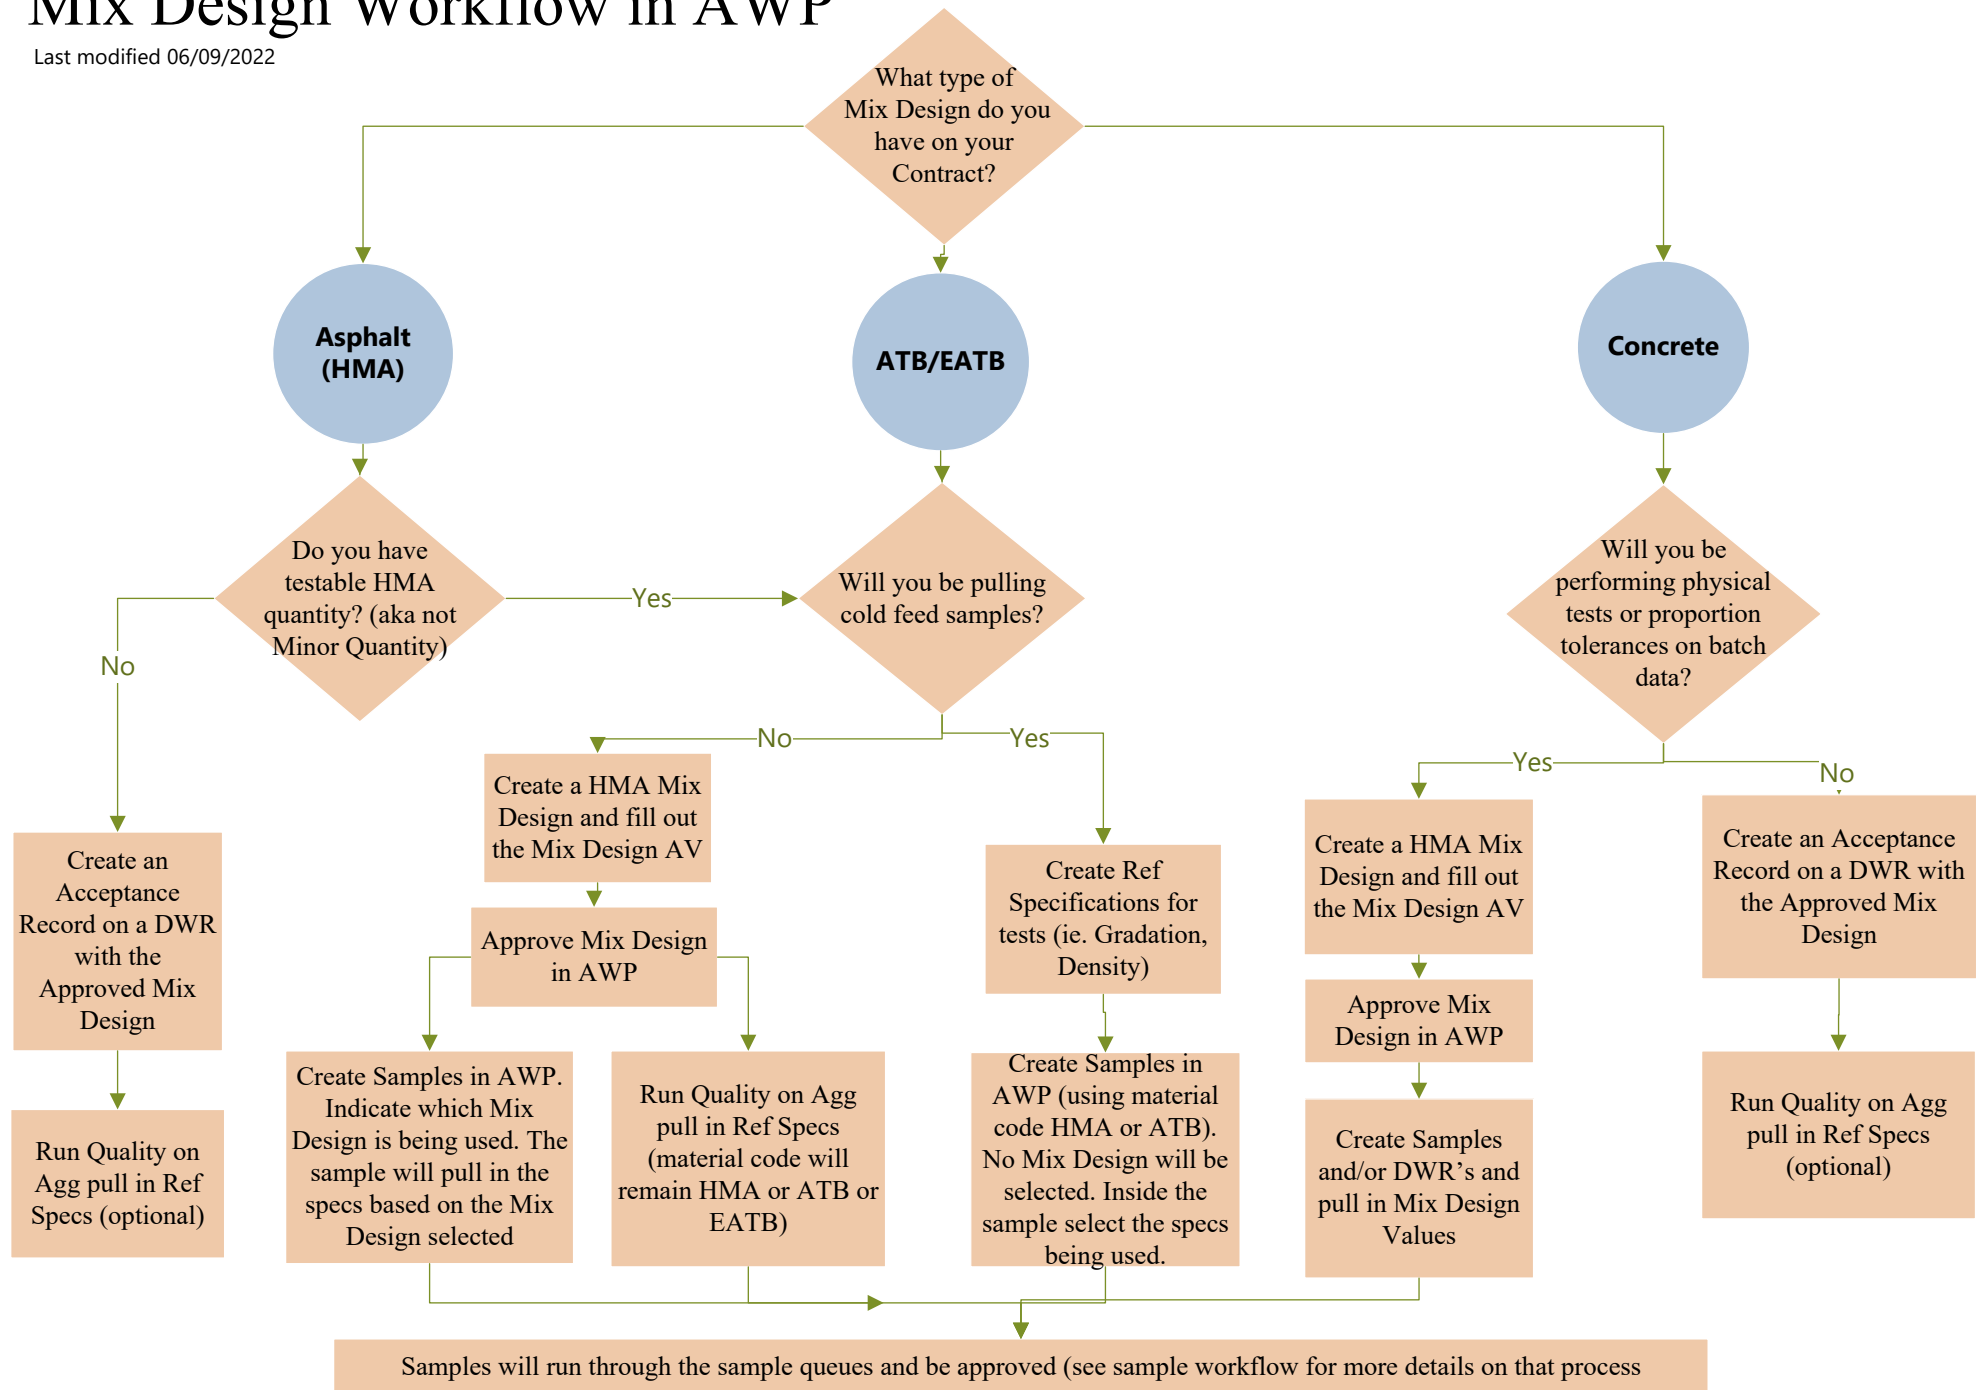 Mix Design Workflow in AWP
Last modified 06/09/2022
What type of
Mix Design do you
have on your
Contract?
Asphalt
(HMA)
ATB/EATB
Concrete
Do you have
testable HMA
quantity? (aka not
Minor Quantity)
Yes
No
Will you be pulling
cold feed samples?
Will you be
performing physical
tests or proportion
tolerances on batch
data?
No
Yes
Yes
No
Create an
Acceptance
Record on a DWR
with the
Approved Mix
Design
Run Quality on
Agg pull in Ref
Specs (optional)
Create a HMA Mix
Design and fill out
the Mix Design AV
Approve Mix Design
in AWP
Create Samples in AWP.
Indicate which Mix
Design is being used. The
sample will pull in the
specs based on the Mix
Design selected
Run Quality on Agg
pull in Ref Specs
(material code will
remain HMA or ATB or
EATB)
Create Ref
Specifications for
tests (ie. Gradation,
Density)
Create Samples in
AWP (using material
code HMA or ATB).
No Mix Design will be
selected. Inside the
sample select the specs
being used.
Create a HMA Mix
Design and fill out
the Mix Design AV
Approve Mix
Design in AWP
Create Samples
and/or DWR’s and
pull in Mix Design
Values
Create an Acceptance
Record on a DWR with
the Approved Mix
Design
Run Quality on Agg
pull in Ref Specs
(optional)
Samples will run through the sample queues and be approved (see sample workflow for more details on that process